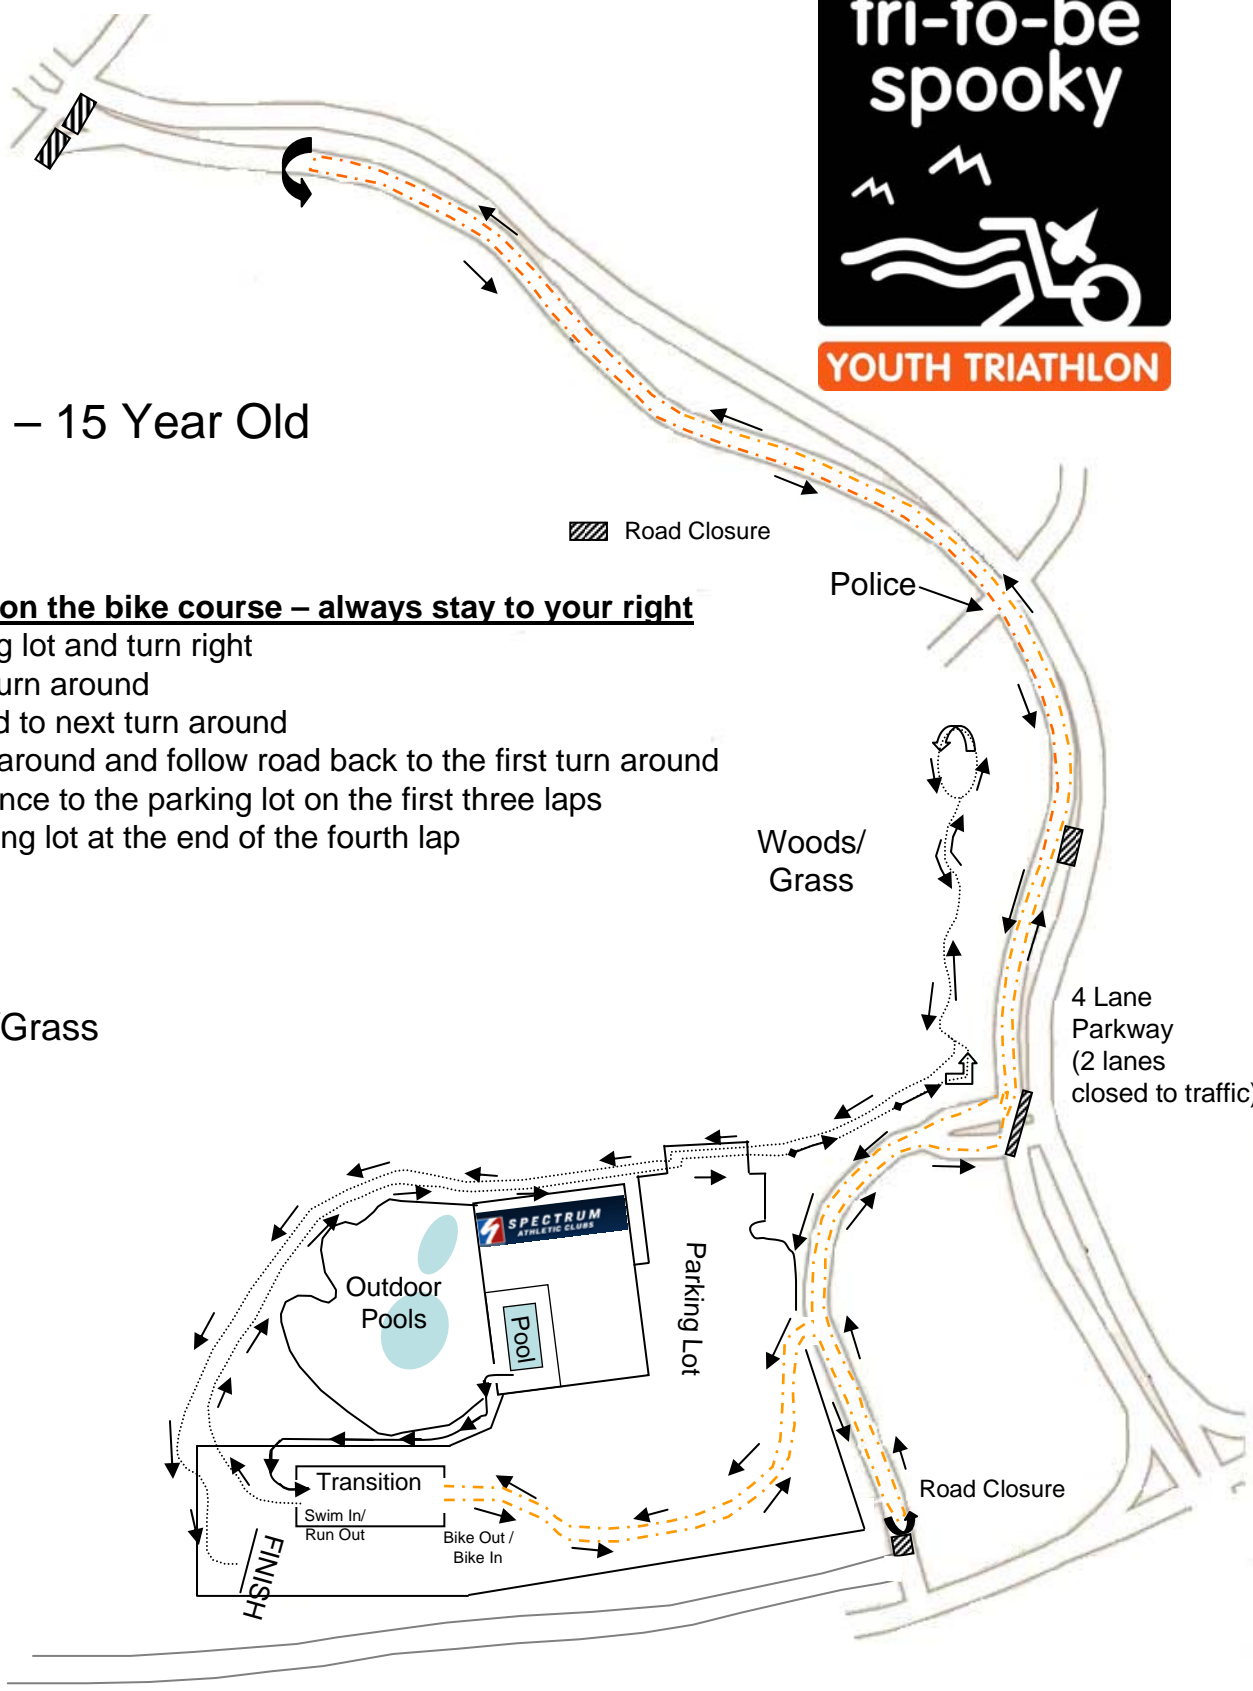 tri-to-be
spooky
YOUTH TRIATHLON
– 15 Year Old
Road Closure
Police
on the bike course – always stay to your right
g lot and turn right
urn around
d to next turn around
around and follow road back to the first turn around
nce to the parking lot on the first three laps
ng lot at the end of the fourth lap
Woods/
Grass
/Grass
4 Lane
Parkway
(2 lanes
closed to traffic)
SPECTRUM
ATHLETIC CLUBS
Outdoor
Pools
Pool
Parking Lot
Transition
Swim In/
Run Out
Bike Out /
Bike In
Road Closure
FINISH